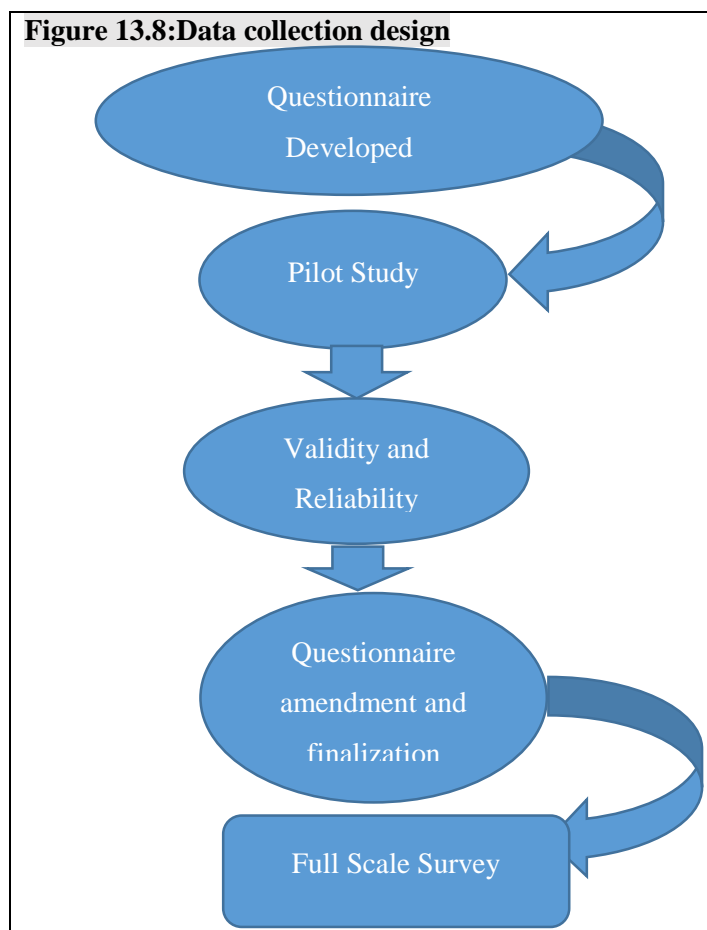 Figure 13.8:Data collection design
Questionnaire
Developed
Pilot Study
Validity and
Reliability
Questionnaire
amendment and
finalization
Full Scale Survey